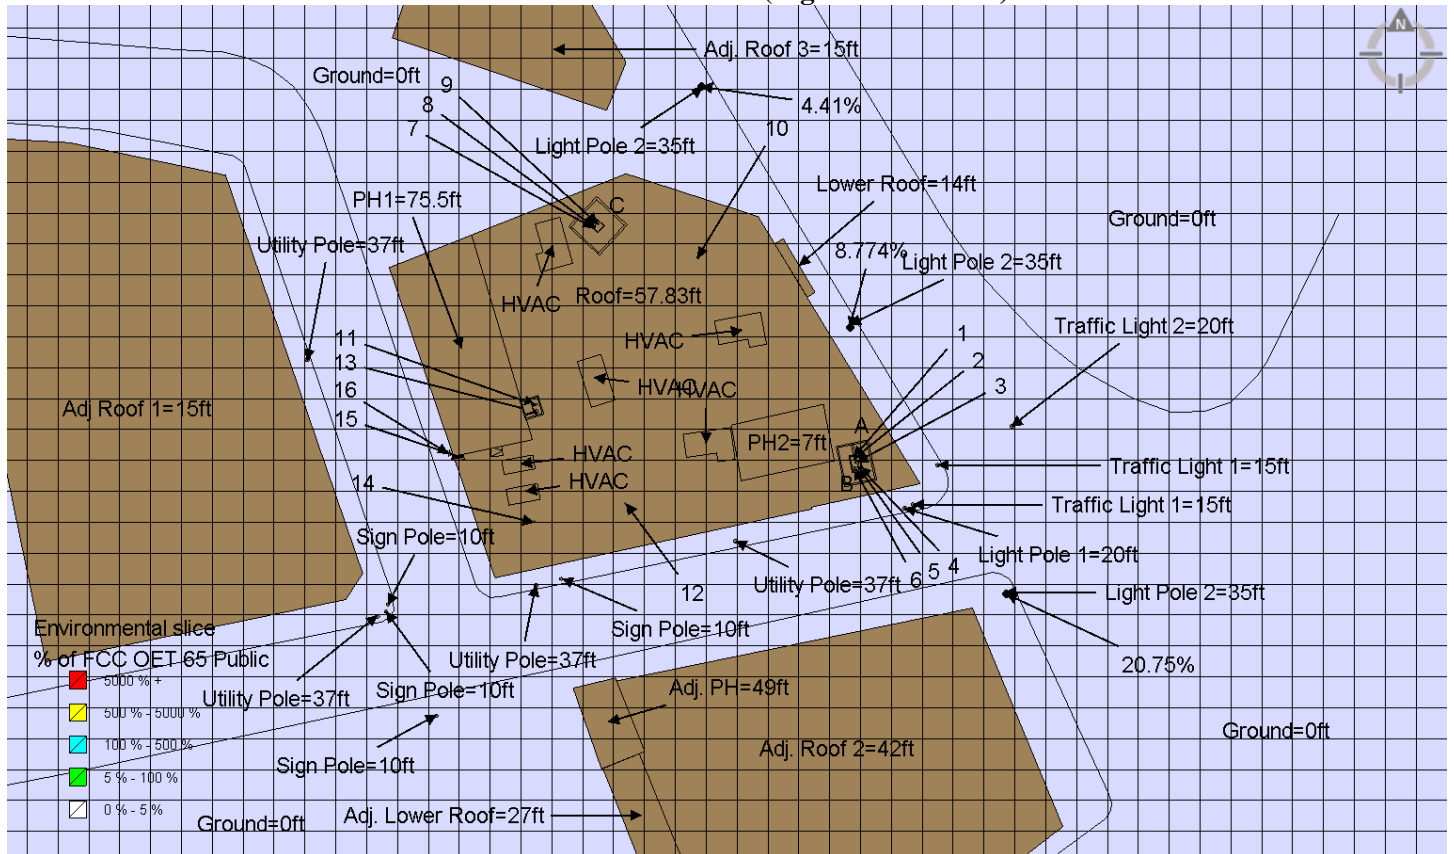 N
Adj. Roof 3=15ft
Ground=0ft
9
8
7
4.41%
10
Light Pole 2=35ft
Lower Roof=14ft
PH1=75.5ft
C
Ground=0ft
Utility Pole=37ft
8.774%
Light Pole 2=35ft
HVAC
Roof=57.83ft
Traffic Light 2=20ft
11
HVAC
1
13
2
16
HVAC
HVAC
3
Adj Roof 1=15ft
15
A
PH2=7ft
HVAC
Traffic Light 1=15ft
14
HVAC
B
Traffic Light 1=15ft
Sign Pole=10ft
Light Pole 1=20ft
4
5
6
Utility Pole=37ft
12
Light Pole 2=35ft
Environmental slice
Sign Pole=10ft
% of FCC OET 65 Public
Utility Pole=37ft
20.75%
5000 % +
Utility Pole=37ft
Sign Pole=10ft
Adj. PH=49ft
500 % - 5000 %
Ground=0ft
100 % - 500 %
Adj. Roof 2=42ft
Sign Pole=10ft
5 % - 100 %
0 % - 5 %
Ground=0ft
Adj. Lower Roof=27ft